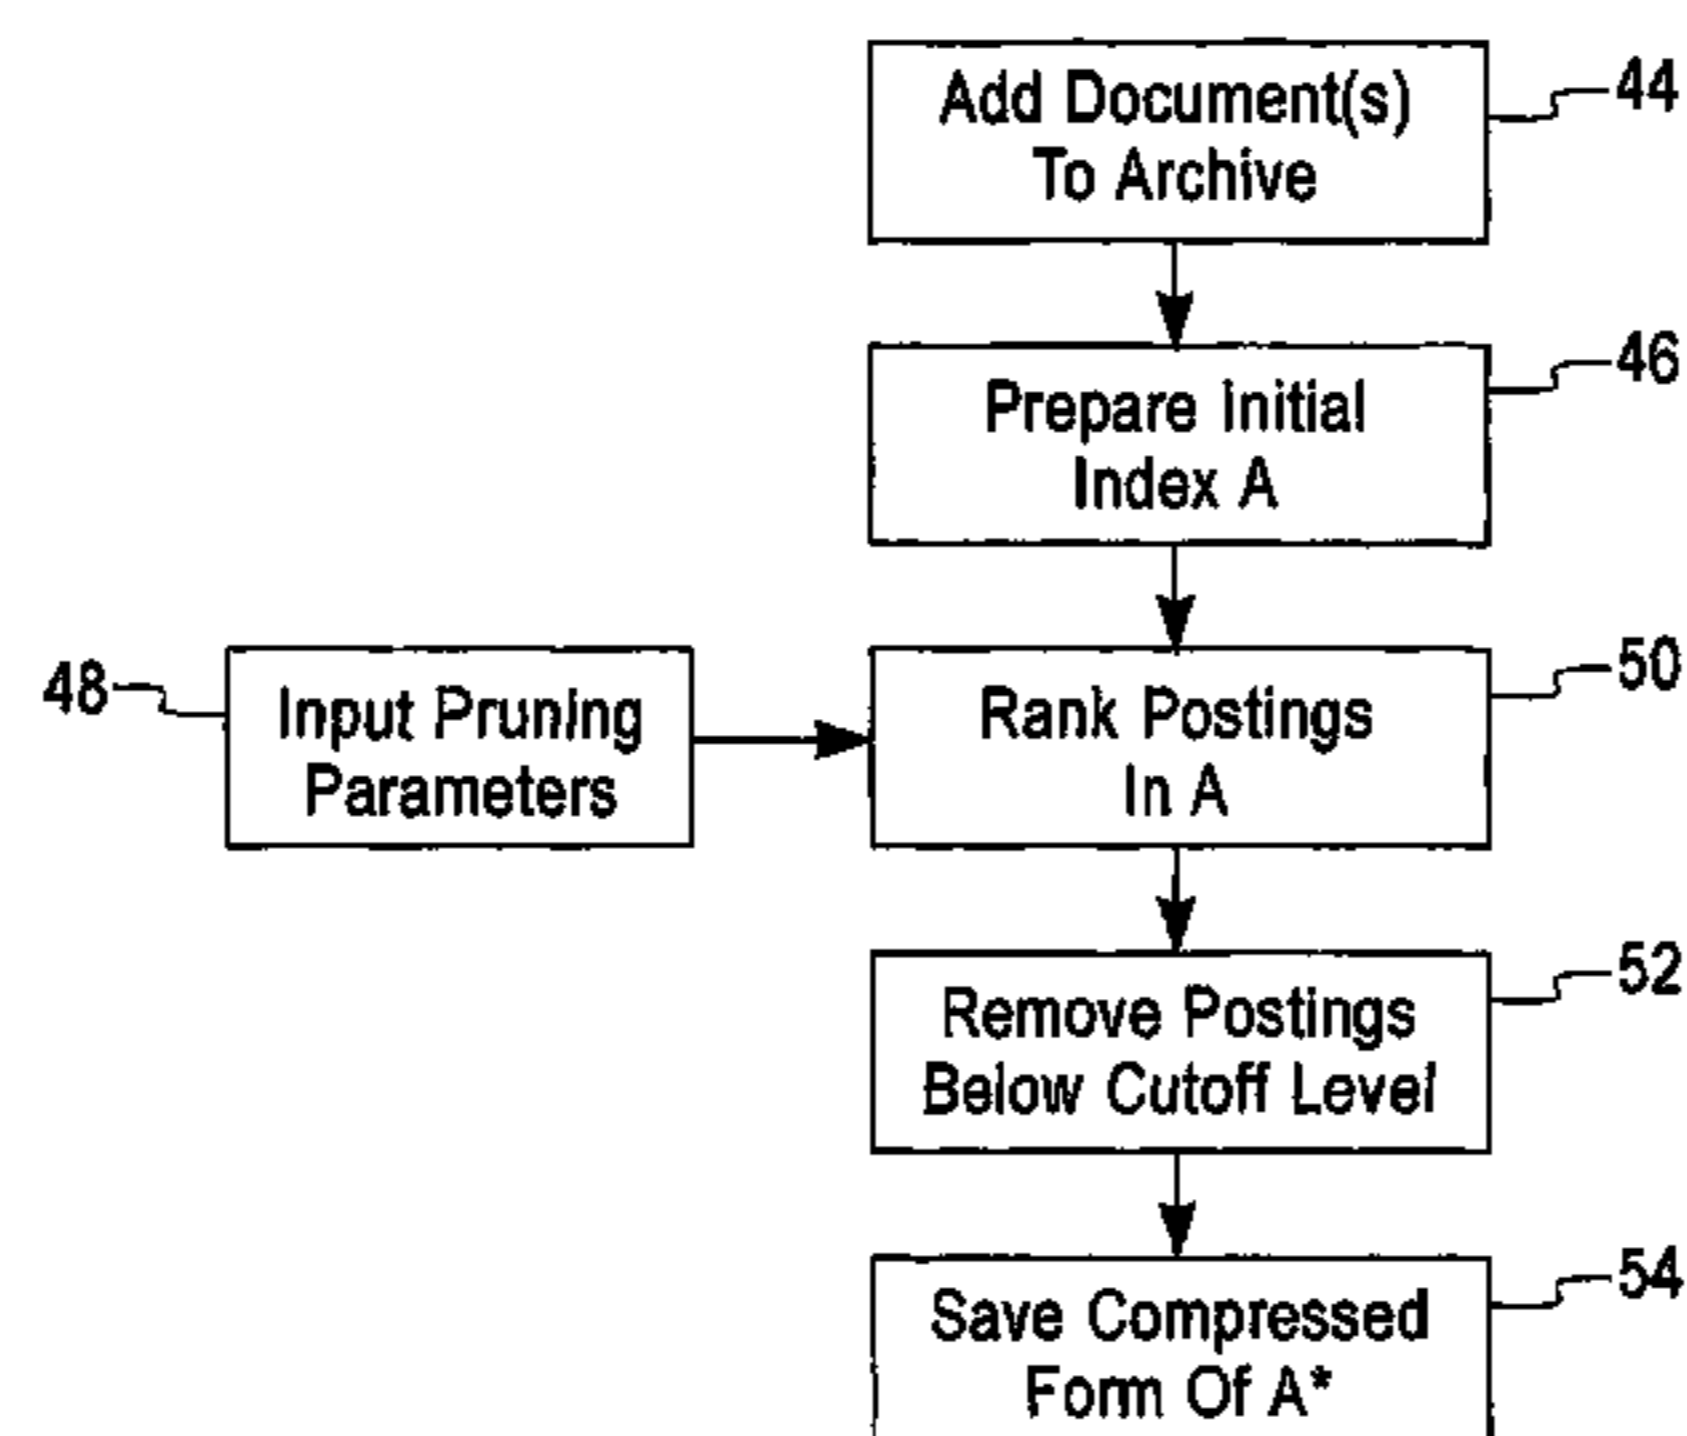 Add Document(s)
To Archive
44
Prepare Initial
Index A
46
48
Input Pruning
Parameters
Rank Postings
In A
50
Remove Postings
Below Cutoff Level
52
Save Compressed
Form Of A*
54